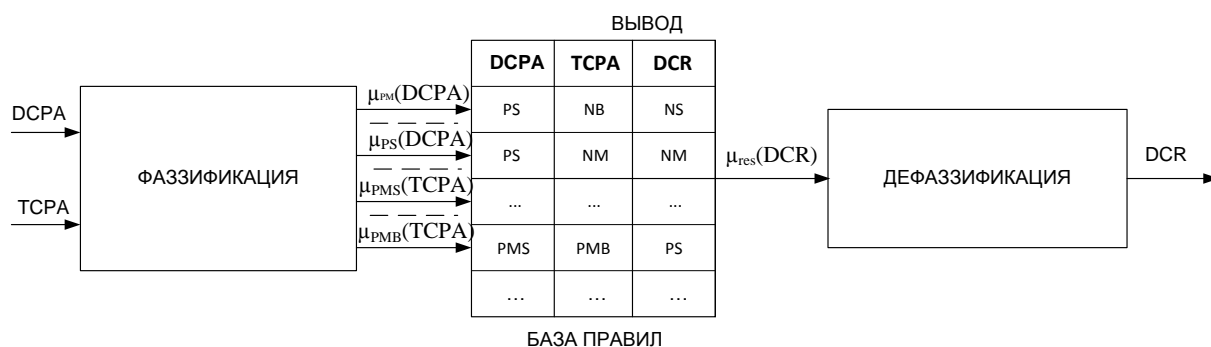 ВЫВОД
DCPA TCPA DCR
PS NB NS
PS NM NM
... ... ...
PMS PMB PS
... ... ...
БАЗА ПРАВИЛ
DCPA
TCPA
ФАЗЗИФИКАЦИЯ
μPM(DCPA)
μPS(DCPA)
μPMS(TCPA)
μPMB(TCPA)
μres(DCR)
ДЕФАЗЗИФИКАЦИЯ
DCR